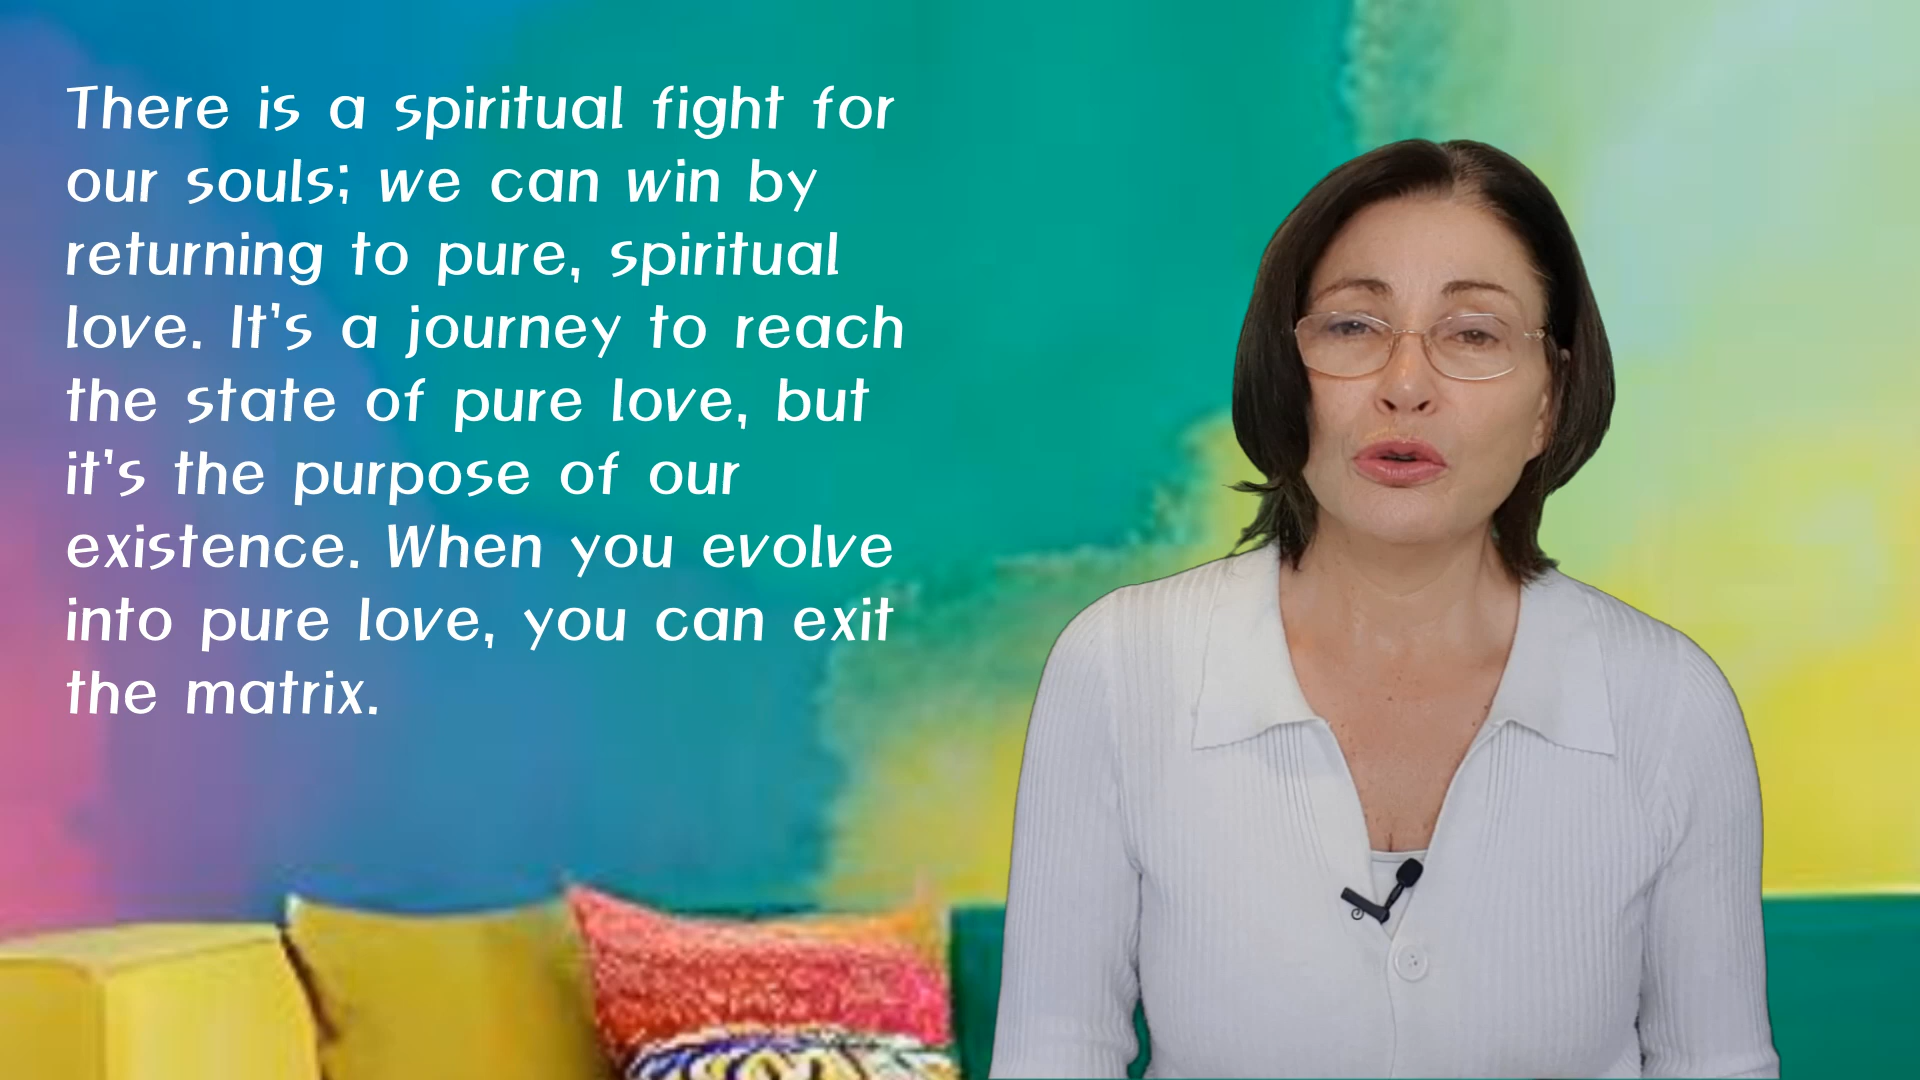 There is a spiritual fight for
our souls; we can win by
returning to pure, spiritual
love. It's a journey to reach
the state of pure love, but
it's the purpose of our
existence. When you evolve
into pure love, you can exit
the matrix.